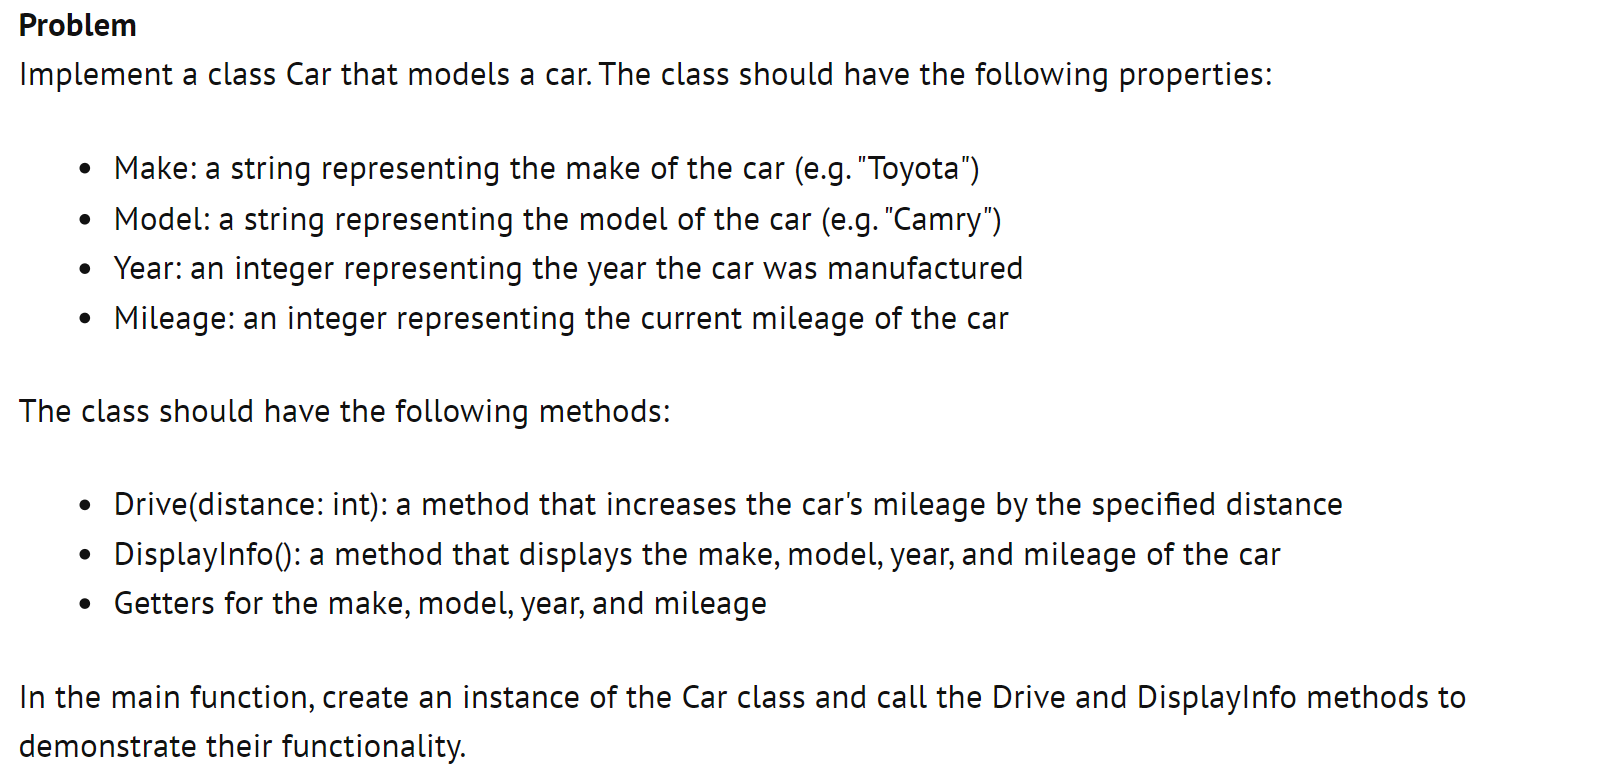 Problem
Implement a class Car that models a car. The class should have the following properties:
• Make: a string representing the make of the car (e.g. "Toyota")
• Model: a string representing the model of the car (e.g. "Camry")
• Year: an integer representing the year the car was manufactured
• Mileage: an integer representing the current mileage of the car
The class should have the following methods:
• Drive(distance: int): a method that increases the car's mileage by the specified distance
• DisplayInfo(): a method that displays the make, model, year, and mileage of the car
• Getters for the make, model, year, and mileage
In the main function, create an instance of the Car class and call the Drive and DisplayInfo methods to
demonstrate their functionality.